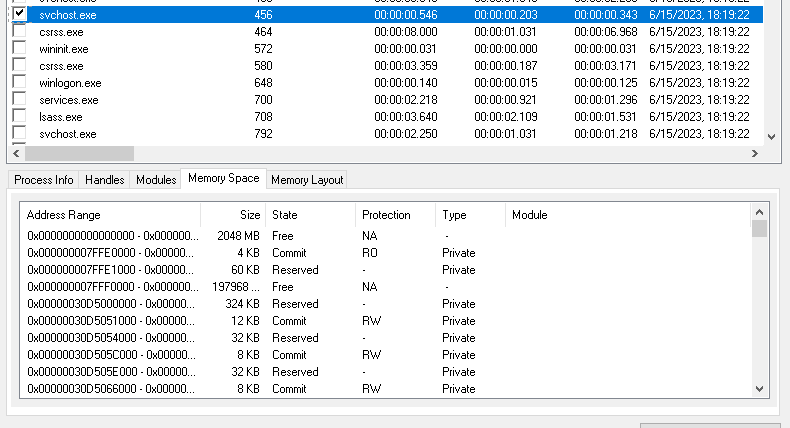 svchost.exe 456 00:00:00.546 00:00:00.203 00:00:00.343 6/15/2023, 18:19:22
csrss.exe 464 00:00:08.000 00:00:01.031 00:00:06.968 6/15/2023, 18:19:22
wininit.exe 572 00:00:00.031 00:00:00.000 00:00:00.031 6/15/2023, 18:19:22
csrss.exe 580 00:00:03.359 00:00:00.187 00:00:03.171 6/15/2023, 18:19:22
winlogon.exe 648 00:00:00.140 00:00:00.015 00:00:00.125 6/15/2023, 18:19:22
services.exe 700 00:00:02.218 00:00:00.921 00:00:01.296 6/15/2023, 18:19:22
lsass.exe 708 00:00:03.640 00:00:02.109 00:00:01.531 6/15/2023, 18:19:22
svchost.exe 792 00:00:02.250 00:00:01.031 00:00:01.218 6/15/2023, 18:19:22
Process Info Handles Modules Memory Space Memory Layout
Address Range Size State Protection Type Module
0x0000000000000000 - 0x000000... 2048 MB Free NA -
0x000000007FFE0000 - 0x00000... 4 KB Commit RO Private
0x000000007FFE1000 - 0x00000... 60 KB Reserved - Private
0x000000007FFF0000 - 0x00000... 197968 ... Free NA -
0x00000030D5000000 - 0x00000... 324 KB Reserved - Private
0x00000030D5051000 - 0x00000... 12 KB Commit RW Private
0x00000030D5054000 - 0x00000... 32 KB Reserved - Private
0x00000030D505C000 - 0x00000... 8 KB Commit RW Private
0x00000030D505E000 - 0x00000... 32 KB Reserved - Private
0x00000030D5066000 - 0x00000... 8 KB Commit RW Private